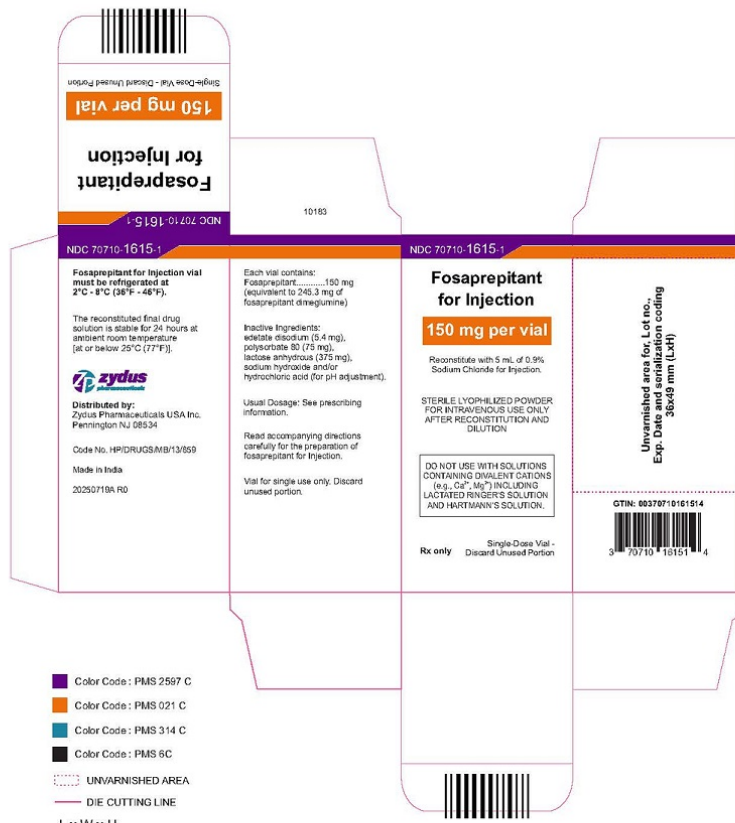 Single-Dose Vial - Discard Unused Portion
150 mg per vial
Fosaprepitant
for Injection
NDC 70710-1615-1
10183
NDC 70710-1615-1
Fosaprepitant for Injection vial
must be refrigerated at
2°C - 8°C (36°F - 46°F).
The reconstituted final drug
solution is stable for 24 hours at
ambient room temperature
[at or below 25°C (77°F)].
zydus
pharmaceuticals
Distributed by:
Zydus Pharmaceuticals USA Inc.
Pennington NJ 08534
Code No. HP/DRUGS/MB/13/859
Made in India
20250719A R0
Each vial contains:
Fosaprepitant............150 mg
(equivalent to 245.3 mg of
fosaprepitant dimeglumine)
Inactive Ingredients:
edetate disodium (5.4 mg),
polysorbate 80 (75 mg),
lactose anhydrous (375 mg),
sodium hydroxide and/or
hydrochloric acid (for pH adjustment).
Usual Dosage: See prescribing
information.
Read accompanying directions
carefully for the preparation of
fosaprepitant for Injection.
Vial for single use only. Discard
unused portion.
NDC 70710-1615-1
Fosaprepitant
for Injection
150 mg per vial
Reconstitute with 5 mL of 0.9%
Sodium Chloride for Injection.
STERILE LYOPHILIZED POWDER
FOR INTRAVENOUS USE ONLY
AFTER RECONSTITUTION AND
DILUTION
DO NOT USE WITH SOLUTIONS
CONTAINING DIVALENT CATIONS
(e.g., Ca²⁺, Mg²⁺) INCLUDING
LACTATED RINGER'S SOLUTION
AND HARTMANN'S SOLUTION.
Rx only
Single-Dose Vial -
Discard Unused Portion
Unvarnished area for, Lot no.,
Exp. Date and serialization coding
36x49 mm (LxH)
GTIN: 00370710161514
3 70710 16151 4
Color Code : PMS 2597 C
Color Code : PMS 021 C
Color Code : PMS 314 C
Color Code : PMS 6C
UNVARNISHED AREA
DIE CUTTING LINE